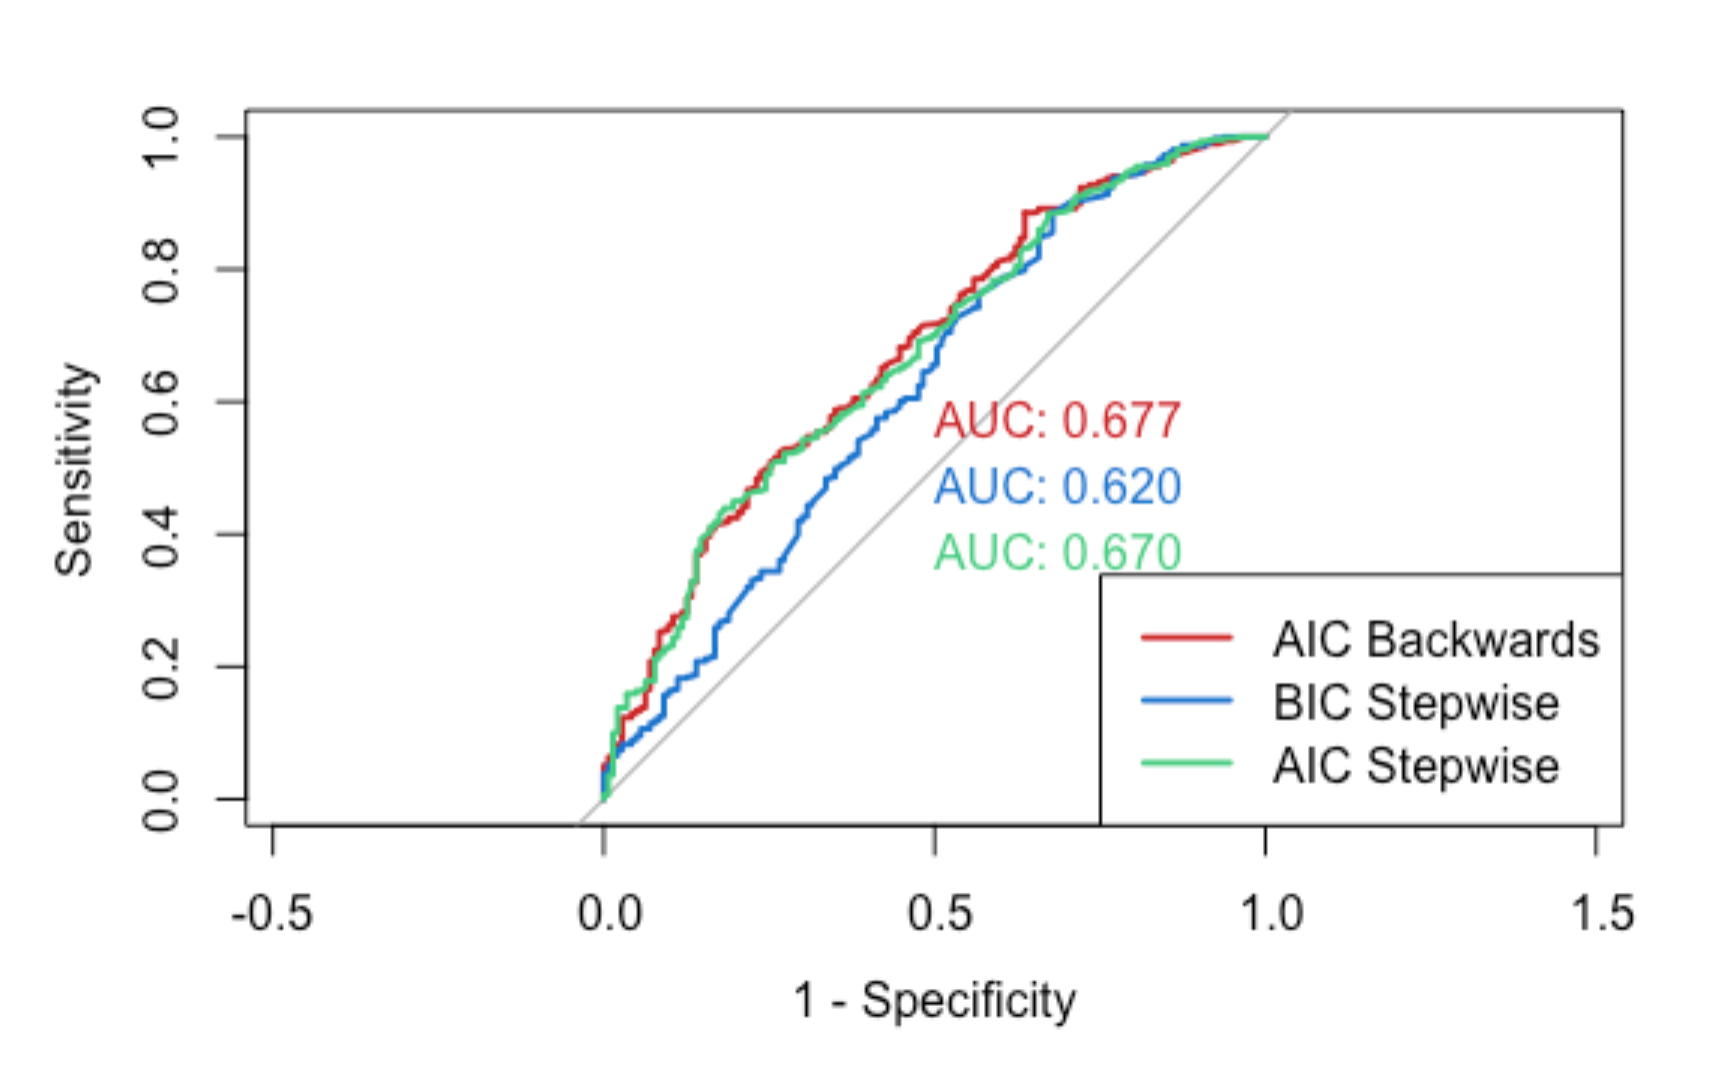 1.0
0.8
0.6
0.4
0.2
0.0
Sensitivity
AUC: 0.677
AUC: 0.620
AUC: 0.670
AIC Backwards
BIC Stepwise
AIC Stepwise
-0.5 0.0 0.5 1.0 1.5
1 - Specificity